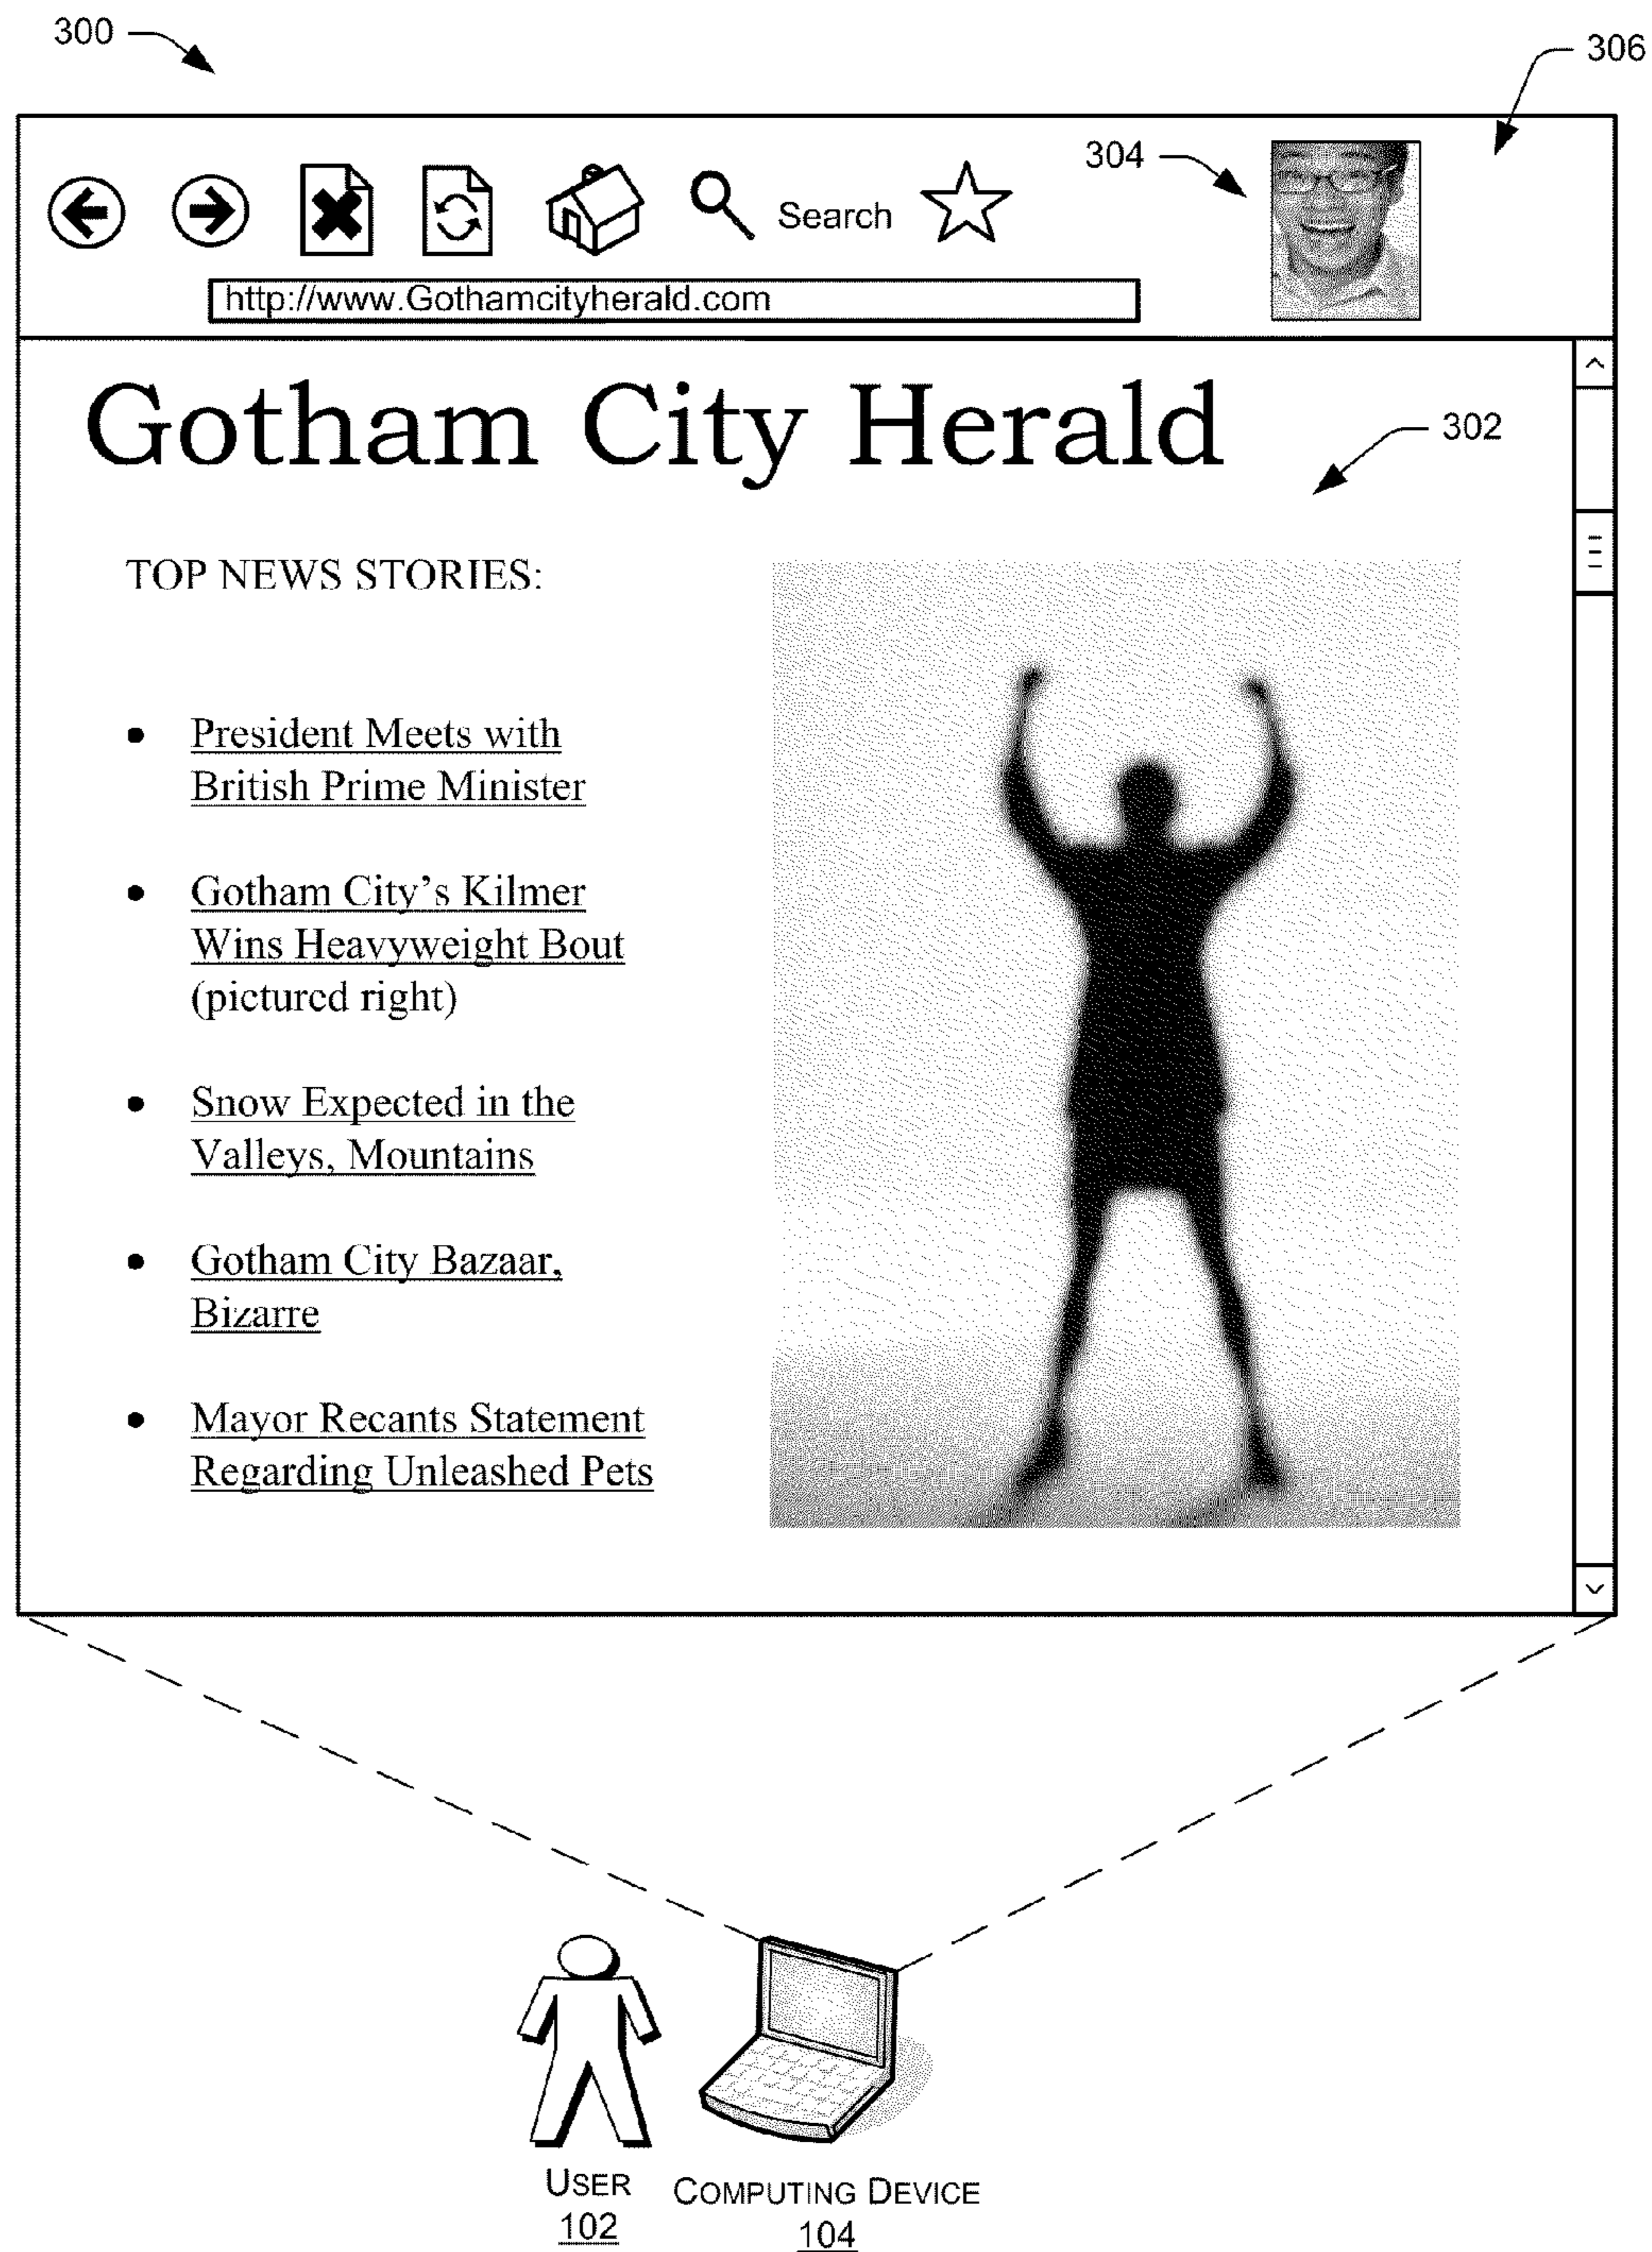 300
306
304
Search
http://www.Gothamcityherald.com
Gotham City Herald
302
TOP NEWS STORIES:
• President Meets with
British Prime Minister
• Gotham City's Kilmer
Wins Heavyweight Bout
(pictured right)
• Snow Expected in the
Valleys, Mountains
• Gotham City Bazaar,
Bizarre
• Mayor Recants Statement
Regarding Unleashed Pets
USER
102
COMPUTING DEVICE
104